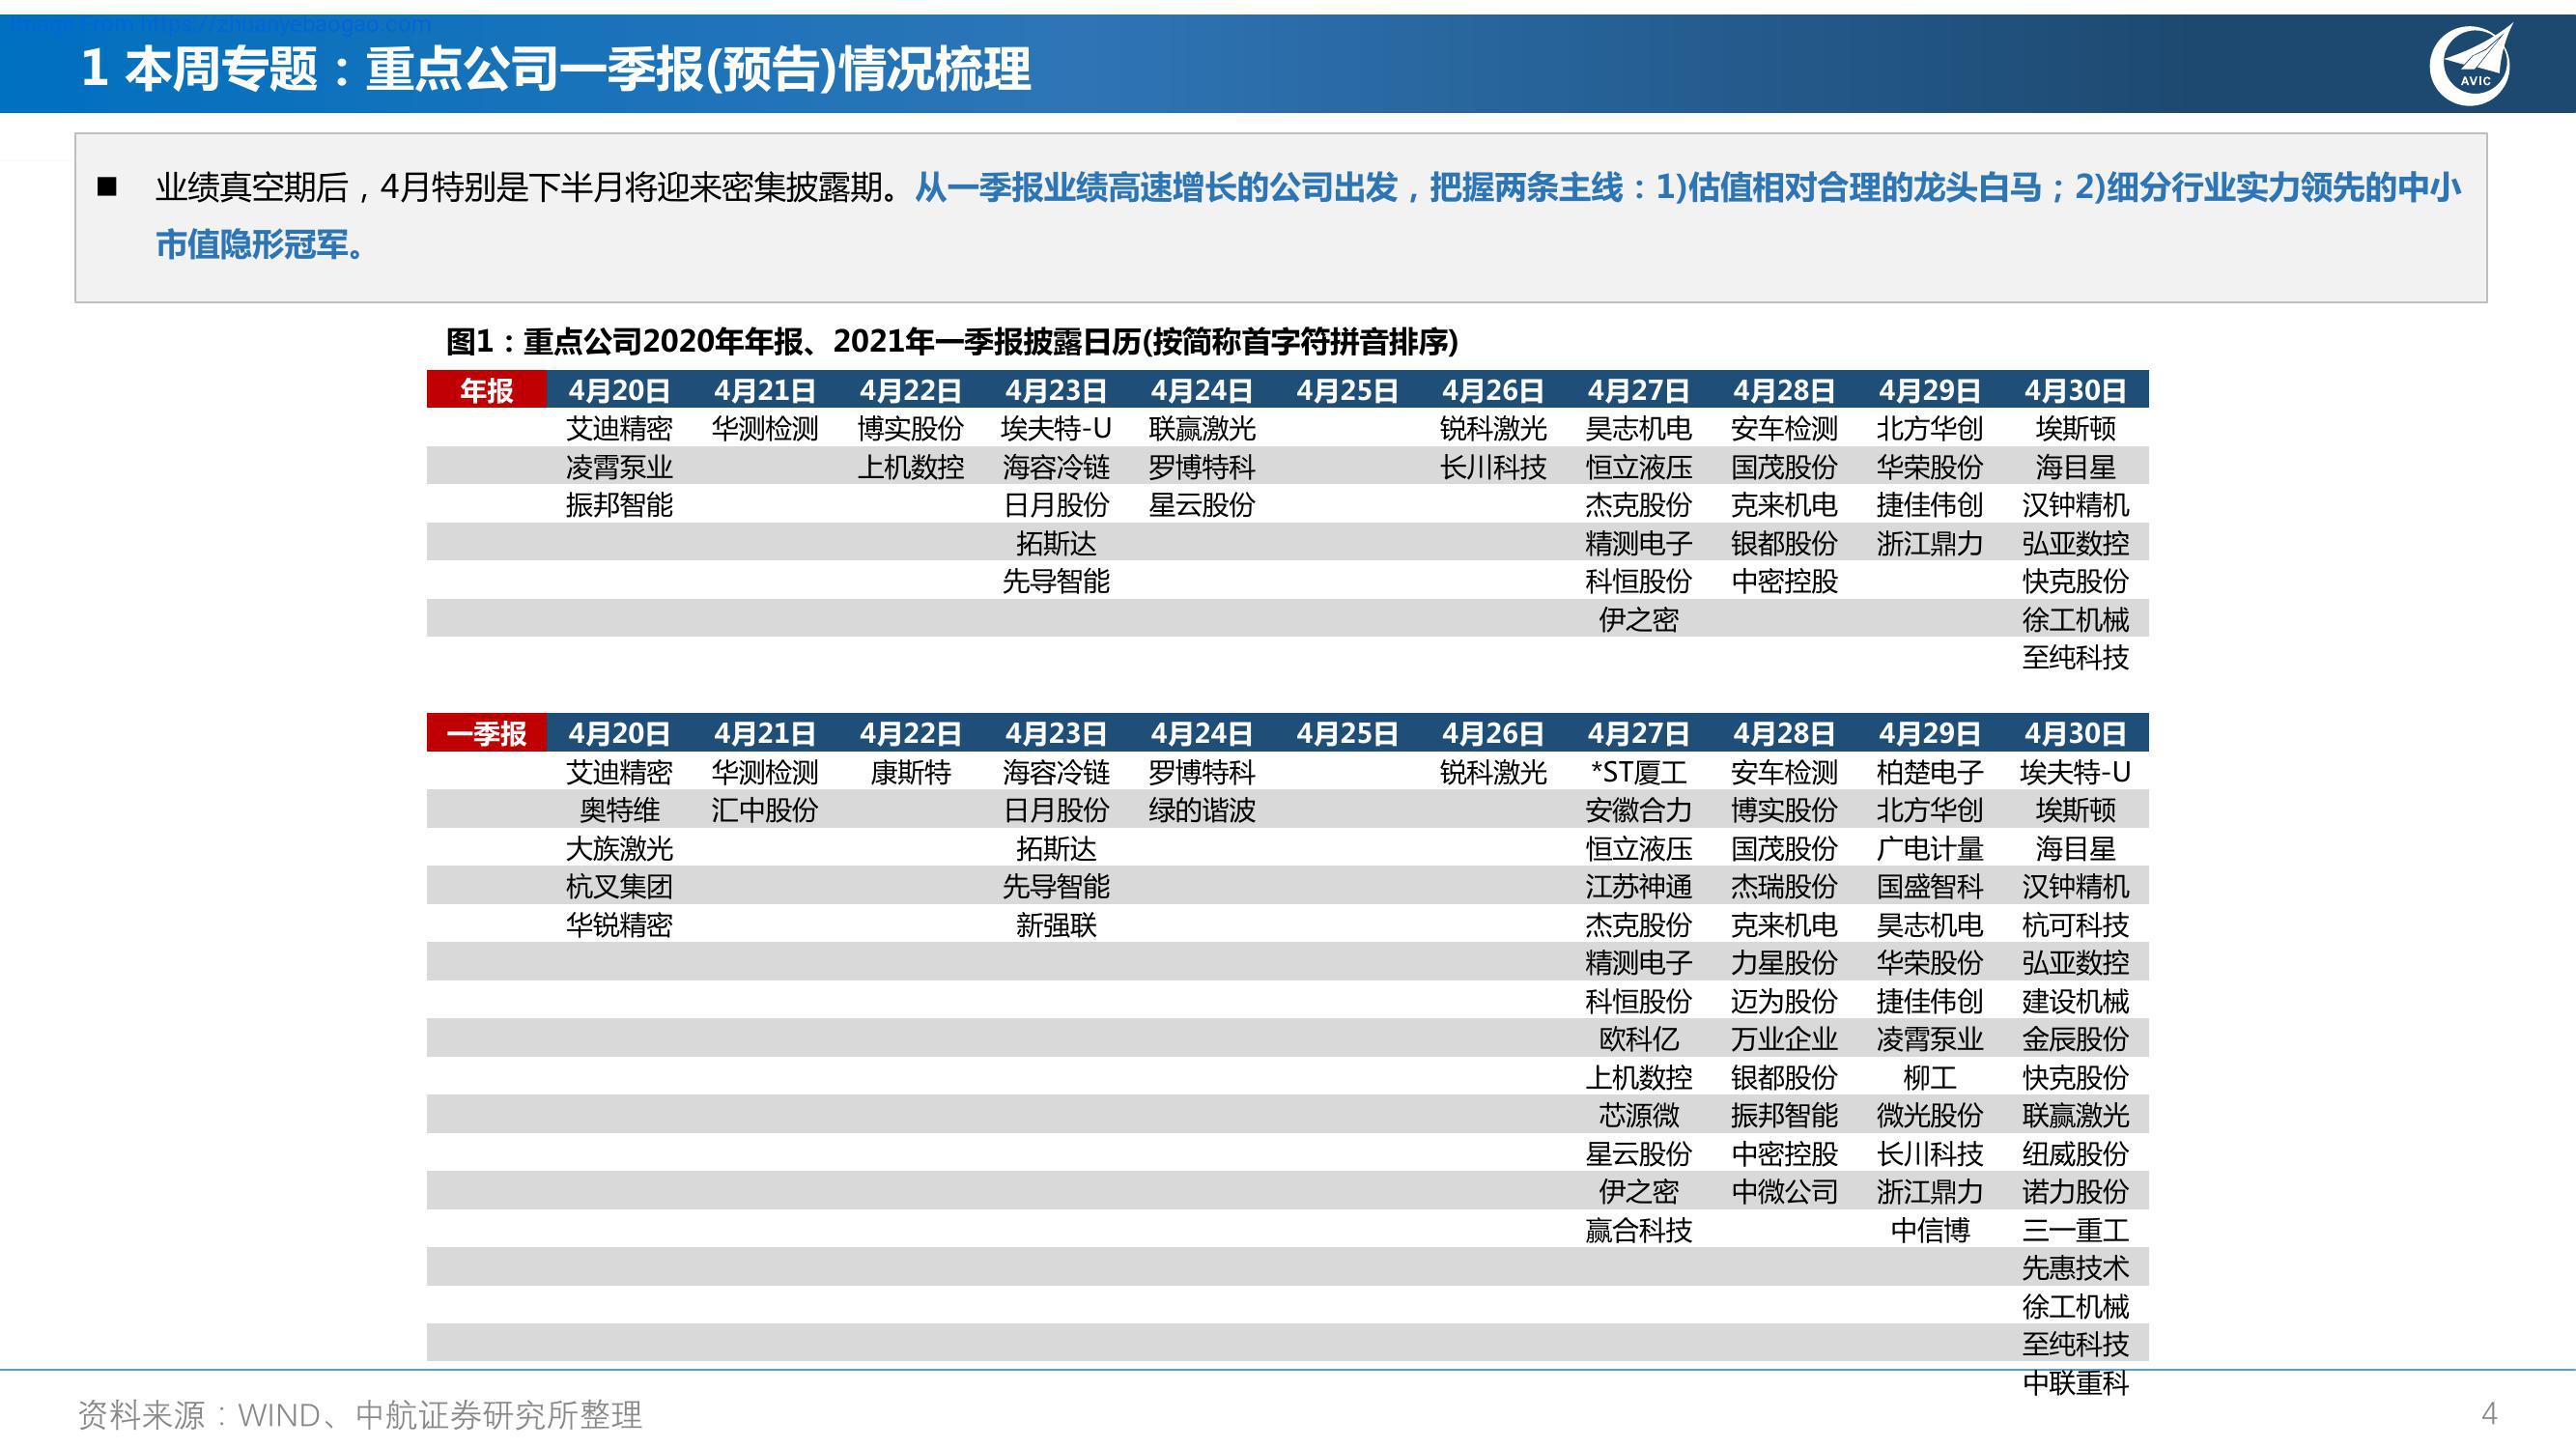 Image From https://zhuanyebaogao.com
1 本周专题：重点公司一季报(预告)情况梳理
AVIC
■ 业绩真空期后，4月特别是下半月将迎来密集披露期。从一季报业绩高速增长的公司出发，把握两条主线：1)估值相对合理的龙头白马；2)细分行业实力领先的中小
市值隐形冠军。
图1：重点公司2020年年报、2021年一季报披露日历(按简称首字符拼音排序)
年报 4月20日 4月21日 4月22日 4月23日 4月24日 4月25日 4月26日 4月27日 4月28日 4月29日 4月30日
艾迪精密 华测检测 博实股份 埃夫特-U 联赢激光 锐科激光 昊志机电 安车检测 北方华创 埃斯顿
凌霄泵业 上机数控 海容冷链 罗博特科 长川科技 恒立液压 国茂股份 华荣股份 海目星
振邦智能 日月股份 星云股份 杰克股份 克来机电 捷佳伟创 汉钟精机
拓斯达 精测电子 银都股份 浙江鼎力 弘亚数控
先导智能 科恒股份 中密控股 快克股份
伊之密 徐工机械
至纯科技
一季报 4月20日 4月21日 4月22日 4月23日 4月24日 4月25日 4月26日 4月27日 4月28日 4月29日 4月30日
艾迪精密 华测检测 康斯特 海容冷链 罗博特科 锐科激光 *ST厦工 安车检测 柏楚电子 埃夫特-U
奥特维 汇中股份 日月股份 绿的谐波 安徽合力 博实股份 北方华创 埃斯顿
大族激光 拓斯达 恒立液压 国茂股份 广电计量 海目星
杭叉集团 先导智能 江苏神通 杰瑞股份 国盛智科 汉钟精机
华锐精密 新强联 杰克股份 克来机电 昊志机电 杭可科技
精测电子 力星股份 华荣股份 弘亚数控
科恒股份 迈为股份 捷佳伟创 建设机械
欧科亿 万业企业 凌霄泵业 金辰股份
上机数控 银都股份 柳工 快克股份
芯源微 振邦智能 微光股份 联赢激光
星云股份 中密控股 长川科技 纽威股份
伊之密 中微公司 浙江鼎力 诺力股份
赢合科技 中信博 三一重工
先惠技术
徐工机械
至纯科技
中联重科
资料来源：WIND、中航证券研究所整理
4